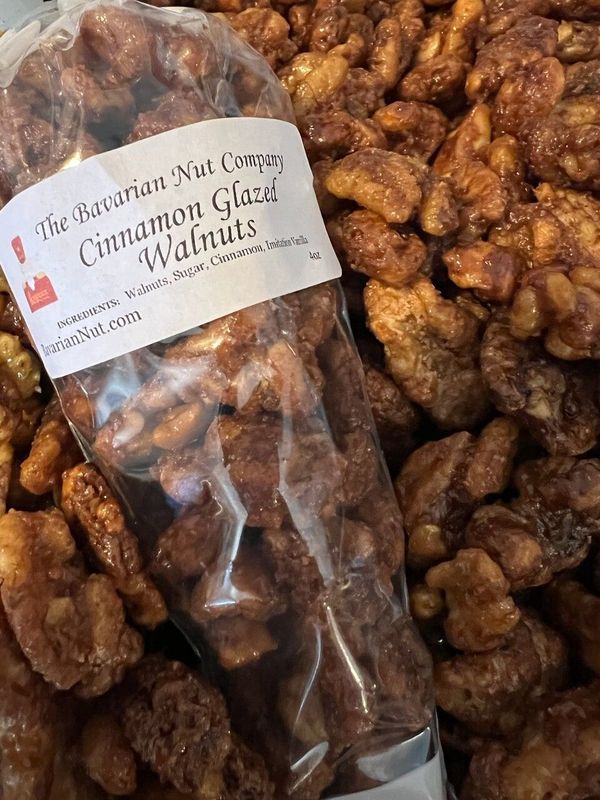 The Bavarian Nut Company
Cinnamon Glazed
Walnuts
INGREDIENTS: Walnuts, Sugar, Cinnamon, Imitation Vanilla
4oz
BavarianNut.com